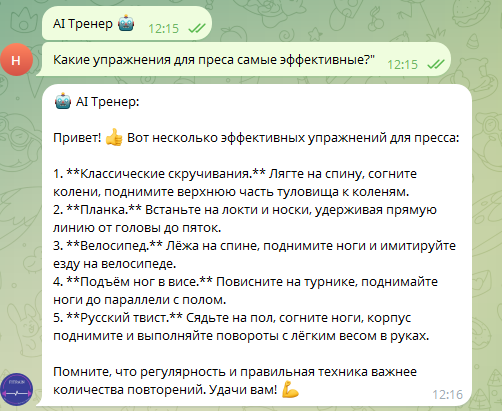 AI Тренер 🤖
12:15
Н
Какие упражнения для преса самые эффективные?"
12:15
🤖 AI Тренер:
Привет! 👍 Вот несколько эффективных упражнений для пресса:
1. **Классические скручивания.** Лягте на спину, согните
колени, поднимите верхнюю часть туловища к коленям.
2. **Планка.** Встаньте на локти и носки, удерживая прямую
линию от головы до пяток.
3. **Велосипед.** Лёжа на спине, поднимите ноги и имитируйте
езду на велосипеде.
4. **Подъём ног в висе.** Повисните на турнике, поднимайте
ноги до параллели с полом.
5. **Русский твист.** Сядьте на пол, согните ноги, корпус
поднимите и выполняйте повороты с лёгким весом в руках.
Помните, что регулярность и правильная техника важнее
количества повторений. Удачи вам! 💪
12:16